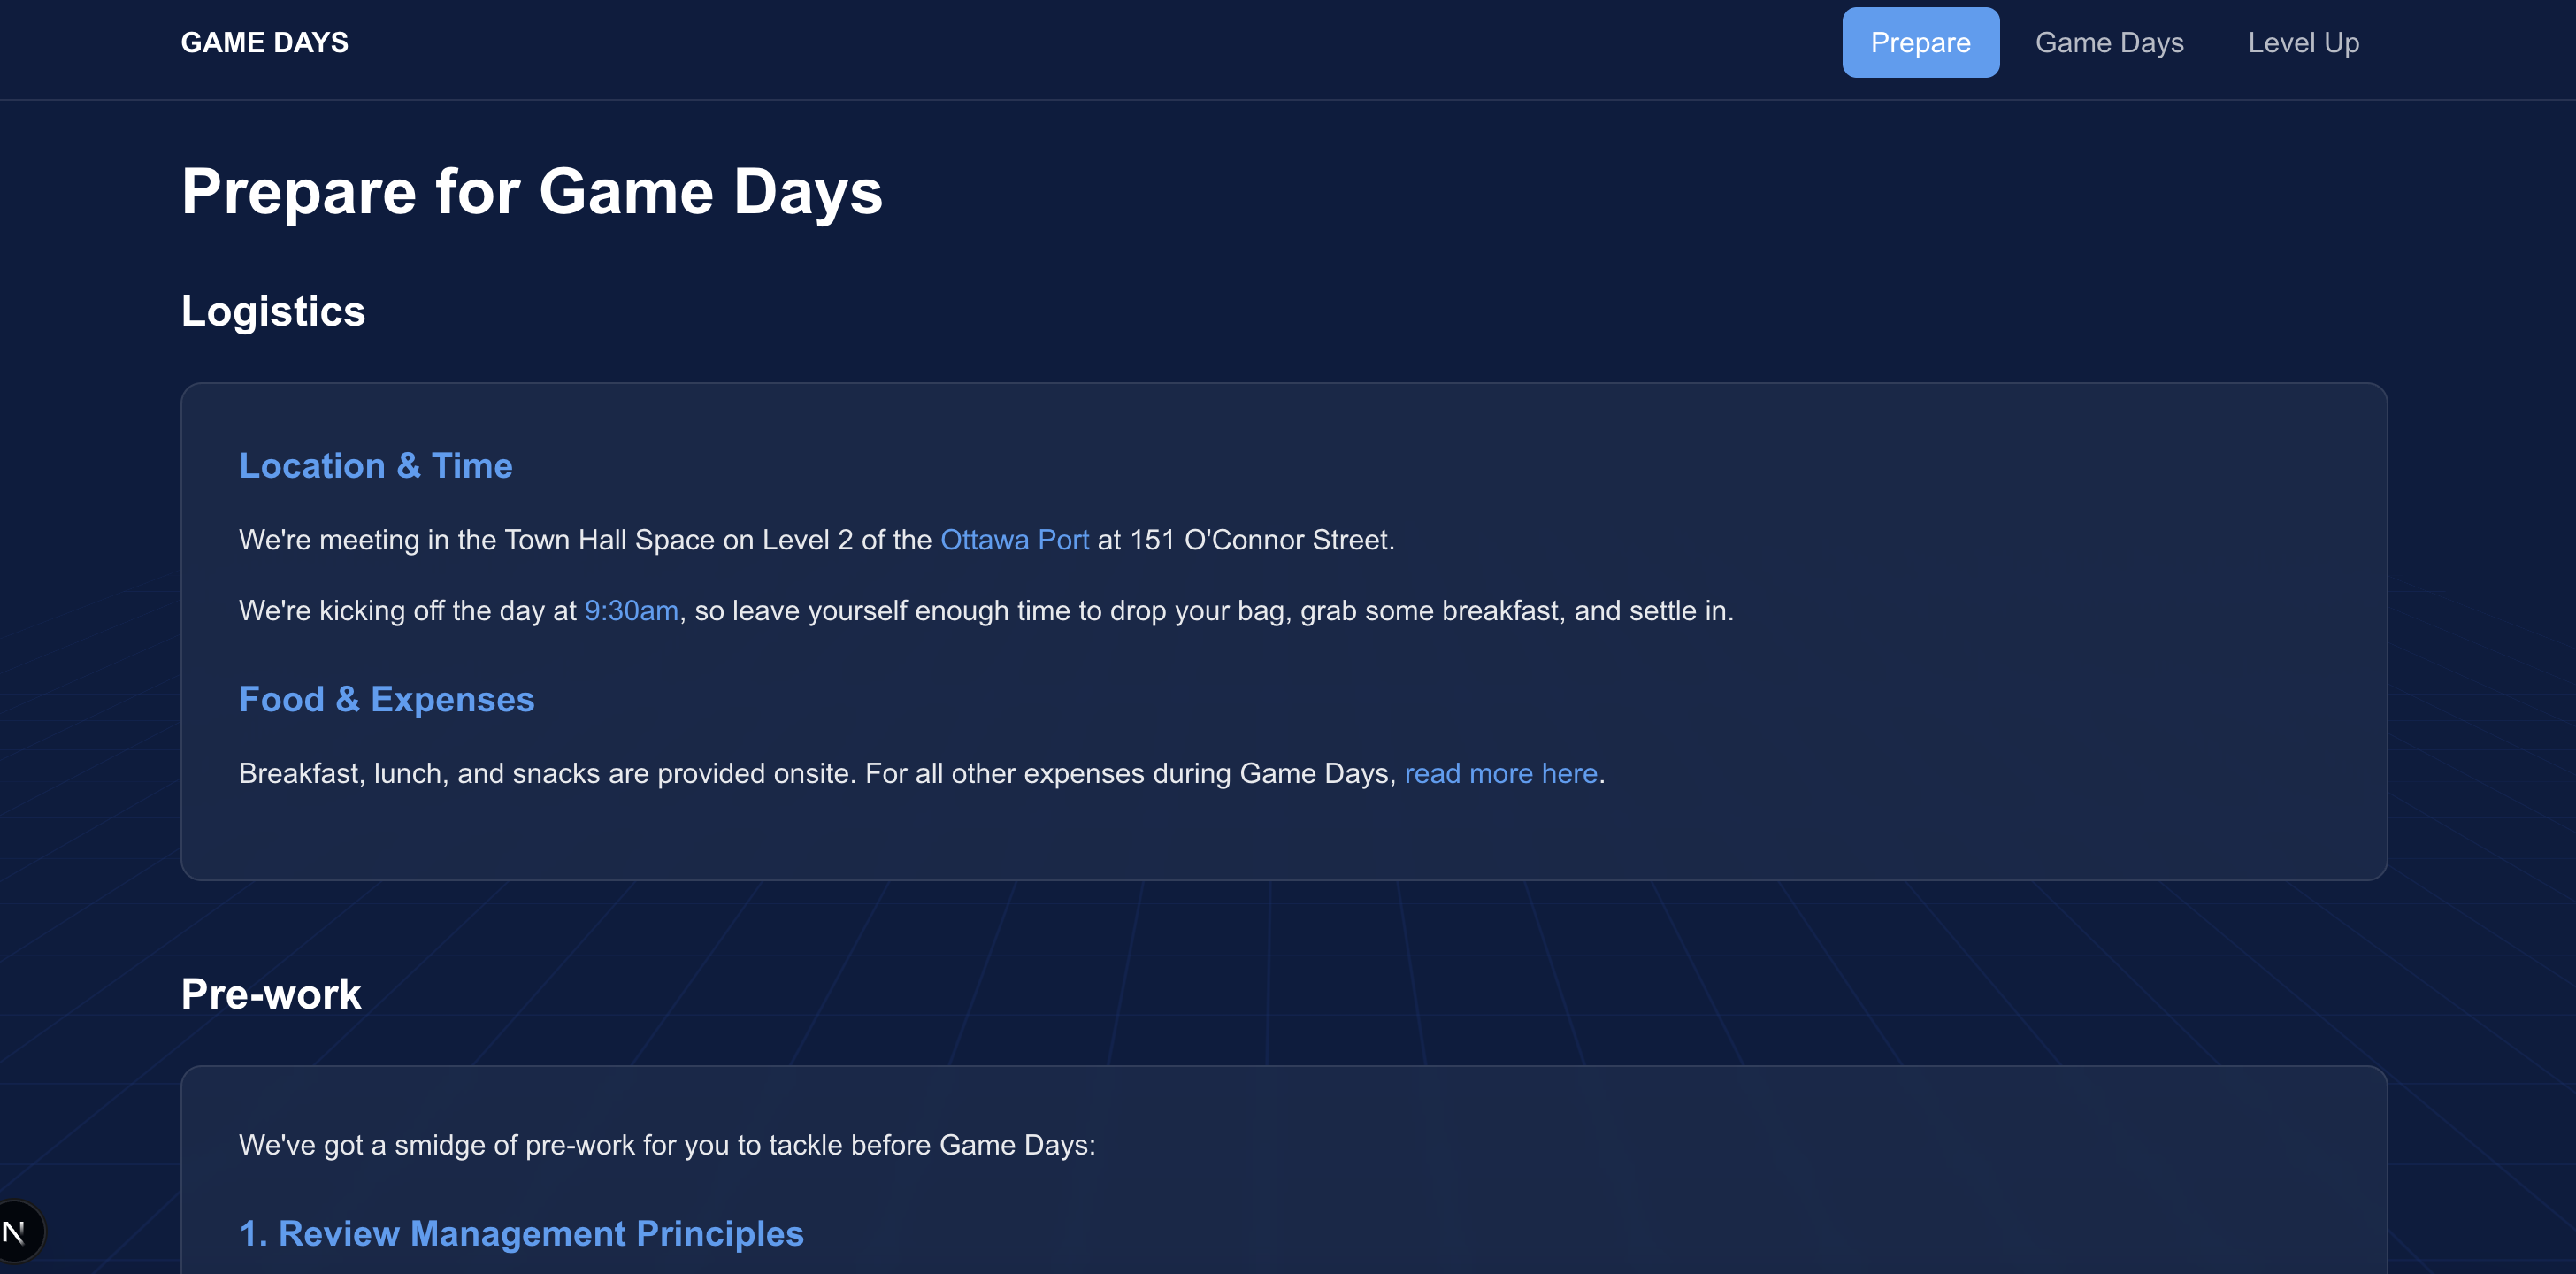 GAME DAYS
Prepare
Game Days
Level Up
Prepare for Game Days
Logistics
Location & Time
We're meeting in the Town Hall Space on Level 2 of the Ottawa Port at 151 O'Connor Street.
We're kicking off the day at 9:30am, so leave yourself enough time to drop your bag, grab some breakfast, and settle in.
Food & Expenses
Breakfast, lunch, and snacks are provided onsite. For all other expenses during Game Days, read more here.
Pre-work
We've got a smidge of pre-work for you to tackle before Game Days:
1. Review Management Principles
N